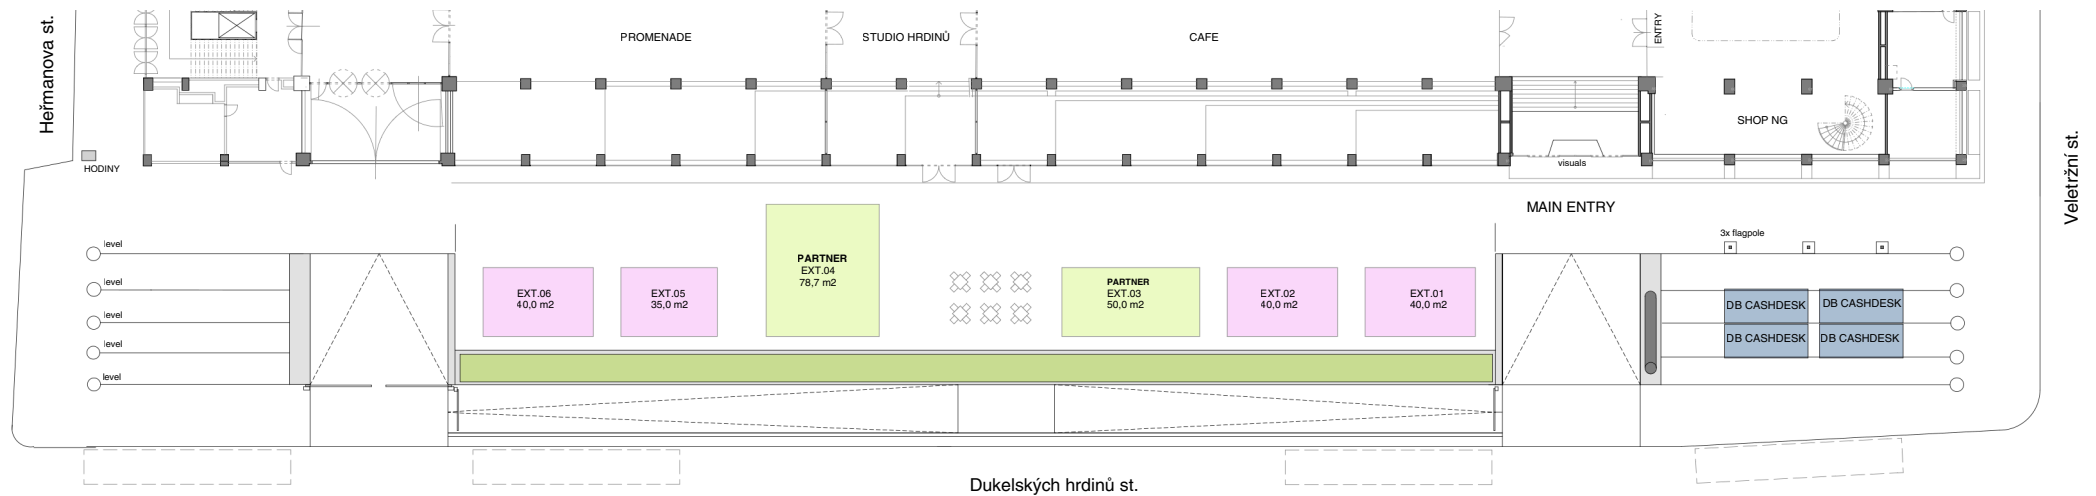 Heřmanova st.
PROMENADE
STUDIO HRDINŮ
CAFE
ENTRY
SHOP NG
HODINY
visuals
Veletržní st.
MAIN ENTRY
3x flagpole
level
level
level
level
level
EXT.06
40,0 m2
EXT.05
35,0 m2
PARTNER
EXT.04
78,7 m2
PARTNER
EXT.03
50,0 m2
EXT.02
40,0 m2
EXT.01
40,0 m2
DB CASHDESK
DB CASHDESK
DB CASHDESK
DB CASHDESK
Dukelských hrdinů st.